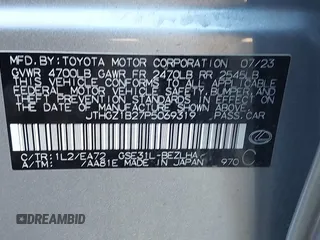 MFD.BY: TOYOTA MOTOR CORPORATION 07/23
GVWR 4700LB GAWR FR 2470LB RR 2545LB
THIS VEHICLE CONFORMS TO ALL APPLICABLE
FEDERAL MOTOR VEHICLE SAFETY, BUMPER, AND
THEFT PREVENTION STANDARDS IN EFFECT ON THE DATE
OF MANUFACTURE SHOWN ABOVE.
JTHGZTB27P5069319 PASS.CAR
C/TR: 1L2/EA72 GSE31L-BEZLHA
A/TM: /AA81E MADE IN JAPAN 970 C
DREAMBID